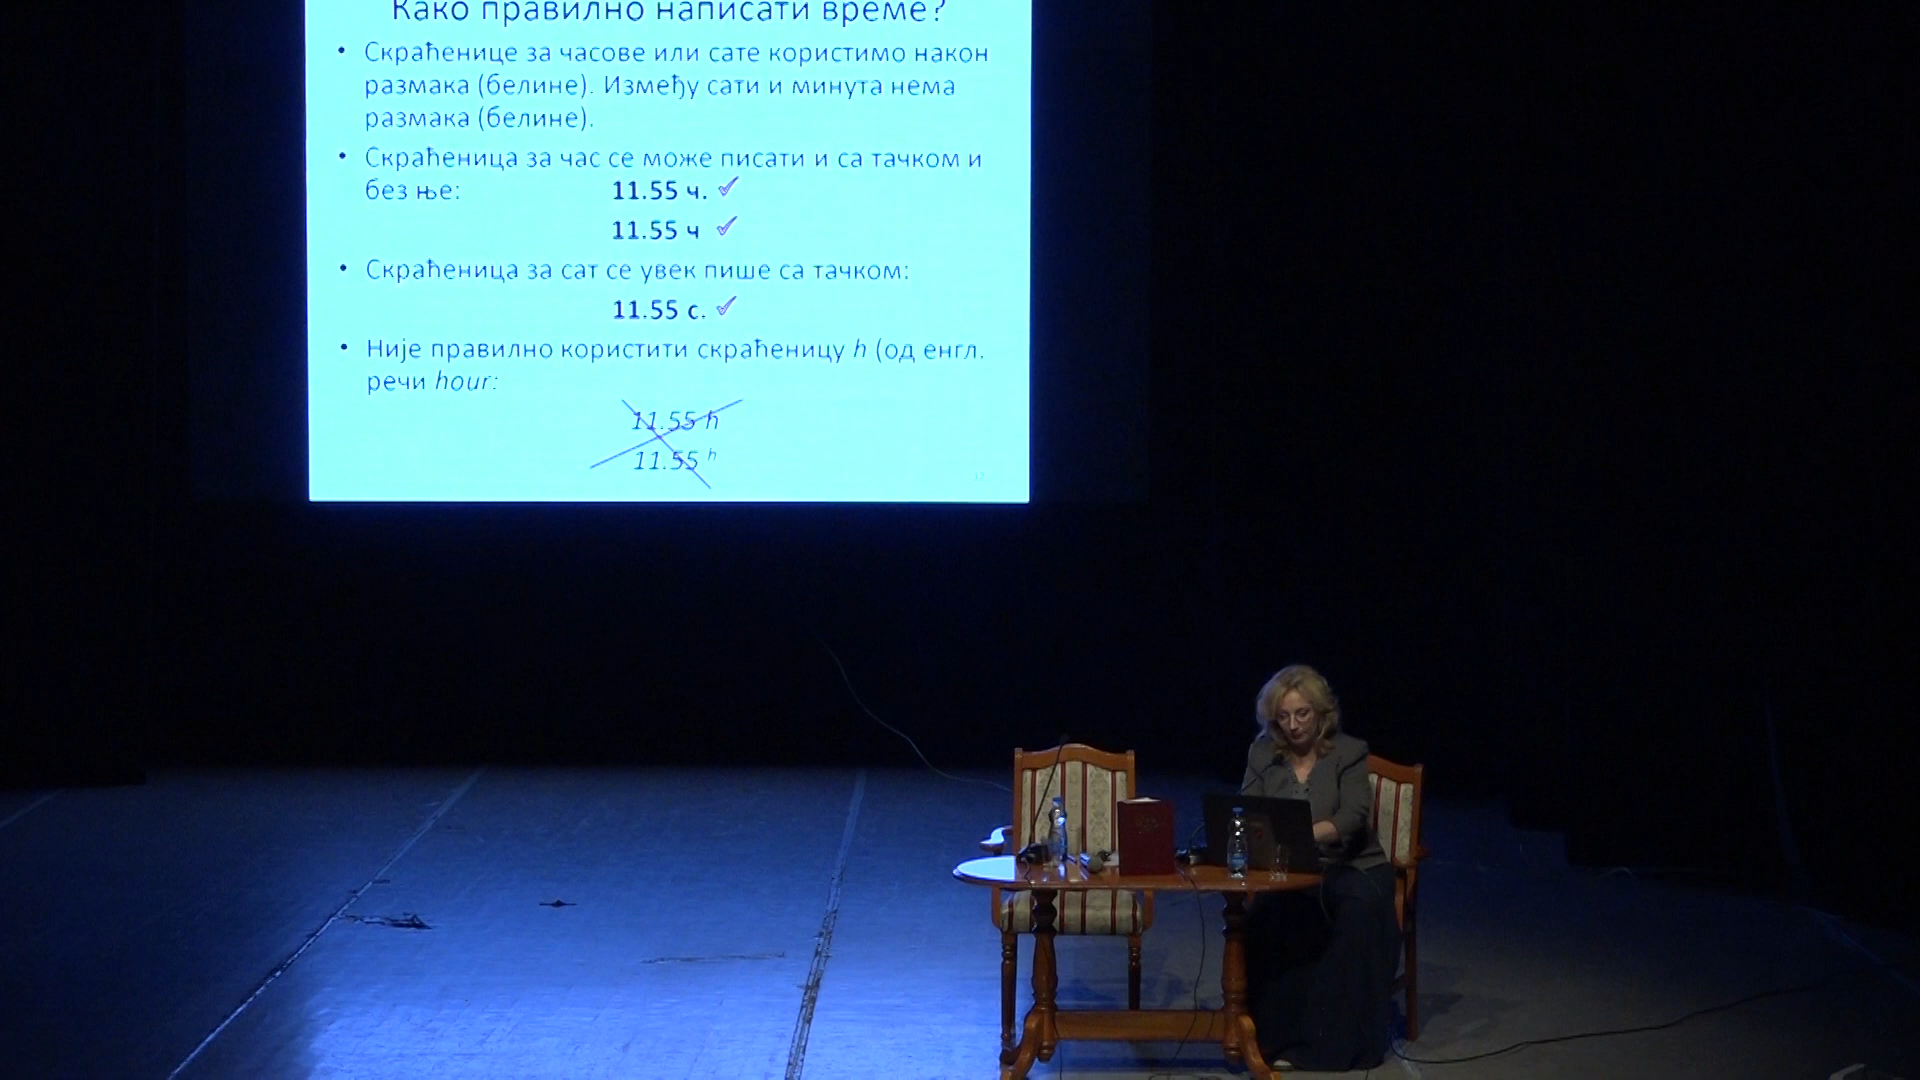 Како правилно написати време?
• Скраћенице за часове или сате користимо након
размака (белине). Између сати и минута нема
размака (белине).
• Скраћеница за час се може писати и са тачком и
без ње: 11.55 ч. ✓
11.55 ч ✓
• Скраћеница за сат се увек пише са тачком:
11.55 с. ✓
• Није правилно користити скраћеницу h (од енгл.
речи hour:
11.55 h
11.55 h